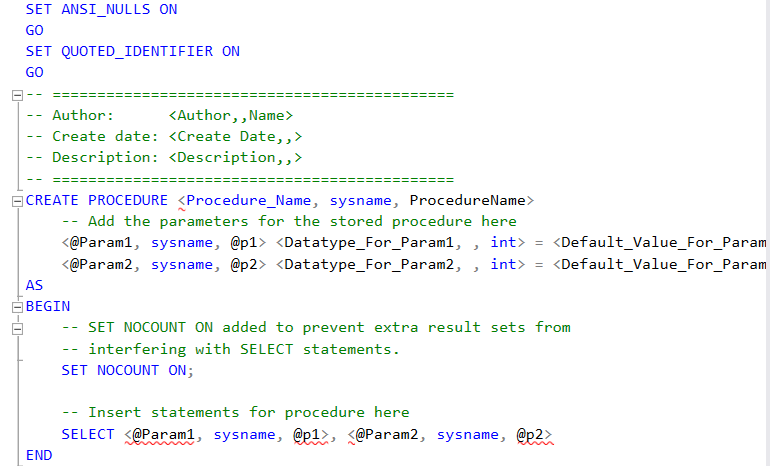 SET ANSI_NULLS ON
GO
SET QUOTED_IDENTIFIER ON
GO
-- =============================================
-- Author:      <Author,,Name>
-- Create date: <Create Date,,>
-- Description: <Description,,>
-- =============================================
CREATE PROCEDURE <Procedure_Name, sysname, ProcedureName>
    -- Add the parameters for the stored procedure here
    <@Param1, sysname, @p1> <Datatype_For_Param1, , int> = <Default_Value_For_Param
    <@Param2, sysname, @p2> <Datatype_For_Param2, , int> = <Default_Value_For_Param
AS
BEGIN
    -- SET NOCOUNT ON added to prevent extra result sets from
    -- interfering with SELECT statements.
    SET NOCOUNT ON;

    -- Insert statements for procedure here
    SELECT <@Param1, sysname, @p1>, <@Param2, sysname, @p2>
END